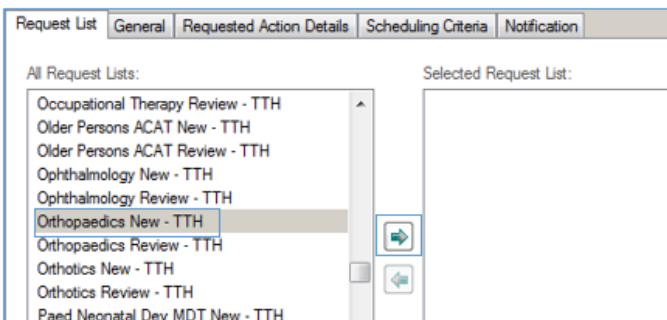 Request List General Requested Action Details Scheduling Criteria Notification
All Request Lists: Selected Request List:
Occupational Therapy Review - TTH
Older Persons ACAT New - TTH
Older Persons ACAT Review - TTH
Ophthalmology New - TTH
Ophthalmology Review - TTH
Orthopaedics New - TTH
Orthopaedics Review - TTH
Orthotics New - TTH
Orthotics Review - TTH
Paed Neonatal Dev MDT New - TTH